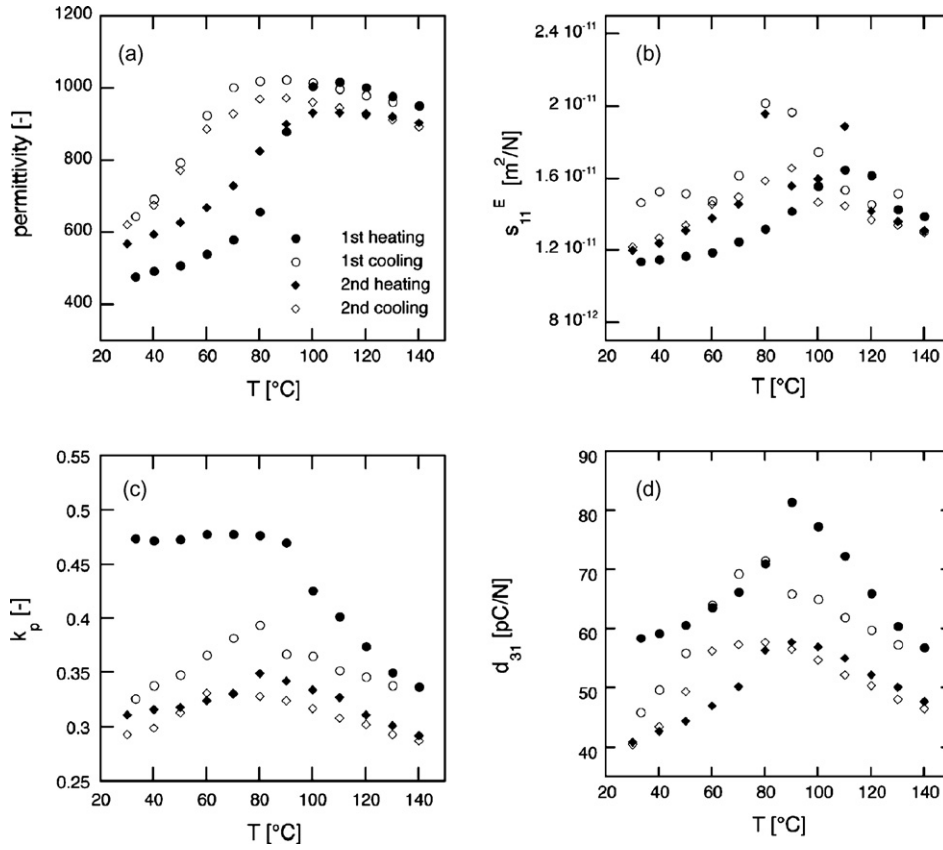 (a)
permittivity [-]
1200
1000
800
600
400
1st heating
1st cooling
2nd heating
2nd cooling
20 40 60 80 100 120 140
T [°C]
(b)
s11^E [m²/N]
2.4 10-11
2 10-11
1.6 10-11
1.2 10-11
8 10-12
20 40 60 80 100 120 140
T [°C]
(c)
kp [-]
0.55
0.5
0.45
0.4
0.35
0.3
0.25
20 40 60 80 100 120 140
T [°C]
(d)
d31 [pC/N]
90
80
70
60
50
40
20 40 60 80 100 120 140
T [°C]